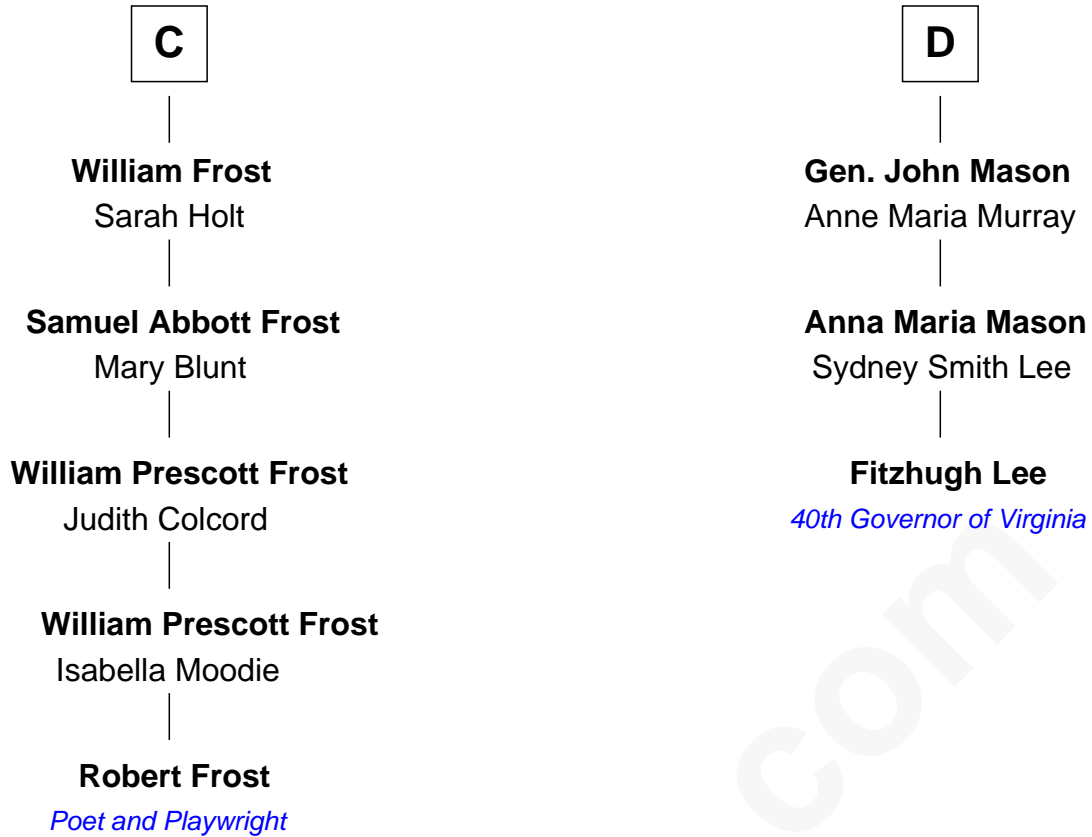 C
William Frost
Sarah Holt
Samuel Abbott Frost
Mary Blunt
William Prescott Frost
Judith Colcord
William Prescott Frost
Isabella Moodie
Robert Frost
Poet and Playwright
D
Gen. John Mason
Anne Maria Murray
Anna Maria Mason
Sydney Smith Lee
Fitzhugh Lee
40th Governor of Virginia
com